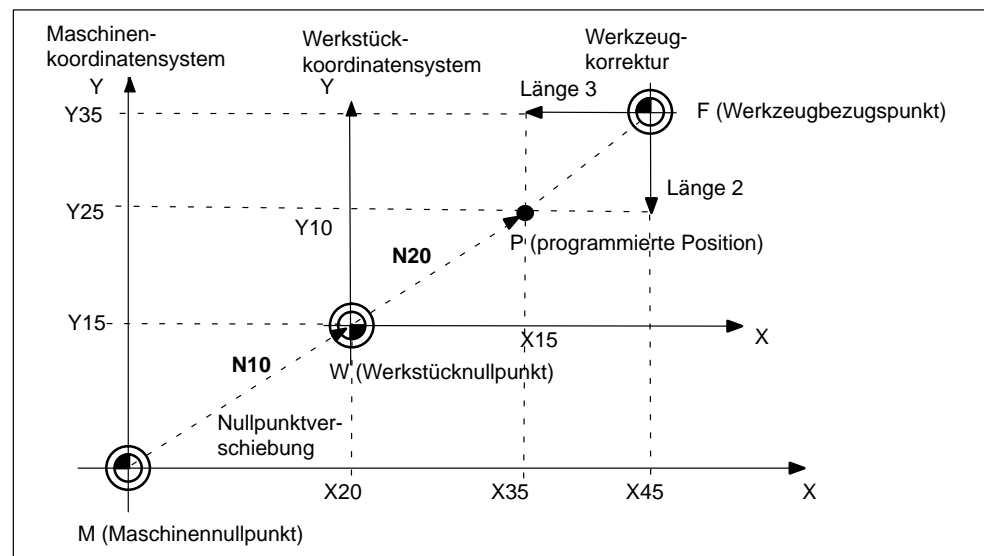 Maschinen-
koordinatensystem
Werkstück-
koordinatensystem
Werkzeug-
korrektur
Y
Y
Länge 3
Y35
F (Werkzeugbezugspunkt)
Länge 2
Y25
Y10
P (programmierte Position)
N20
Y15
X15
X
N10
W (Werkstücknullpunkt)
Nullpunktver-
schiebung
X20
X35
X45
X
M (Maschinennullpunkt)